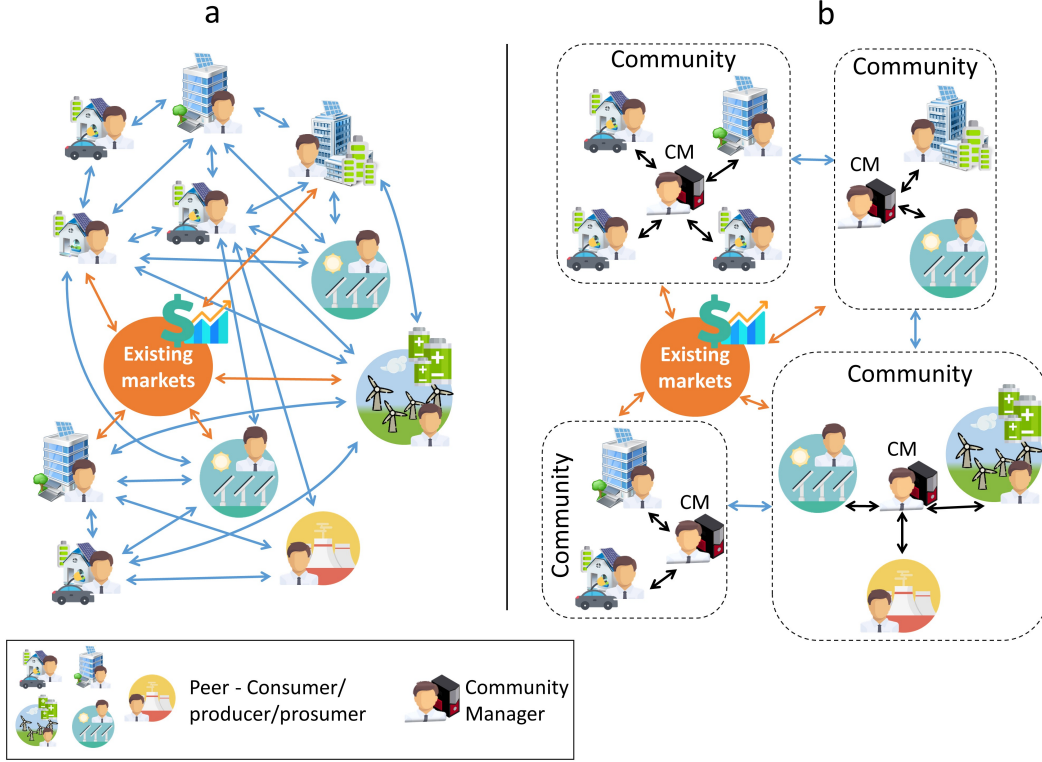 a
b
Community
Community
CM
CM
Existing
markets
Existing
markets
Community
CM
Community
CM
Peer - Consumer/
producer/prosumer
Community
Manager